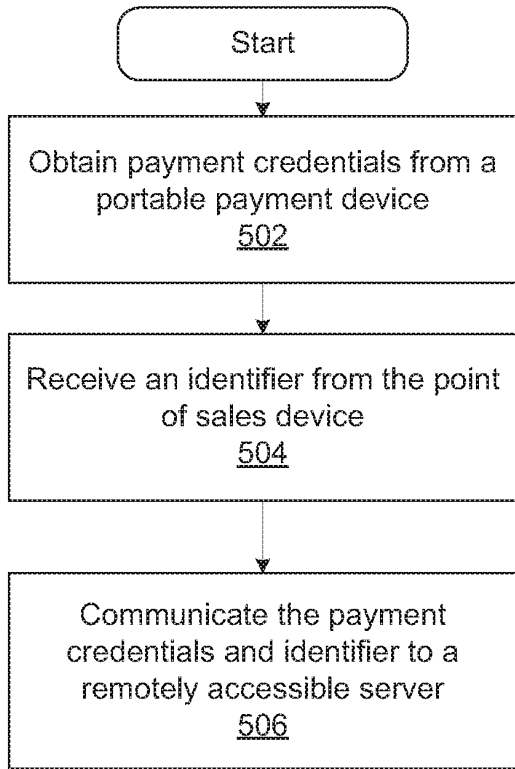 Start
Obtain payment credentials from a
portable payment device
502
Receive an identifier from the point
of sales device
504
Communicate the payment
credentials and identifier to a
remotely accessible server
506